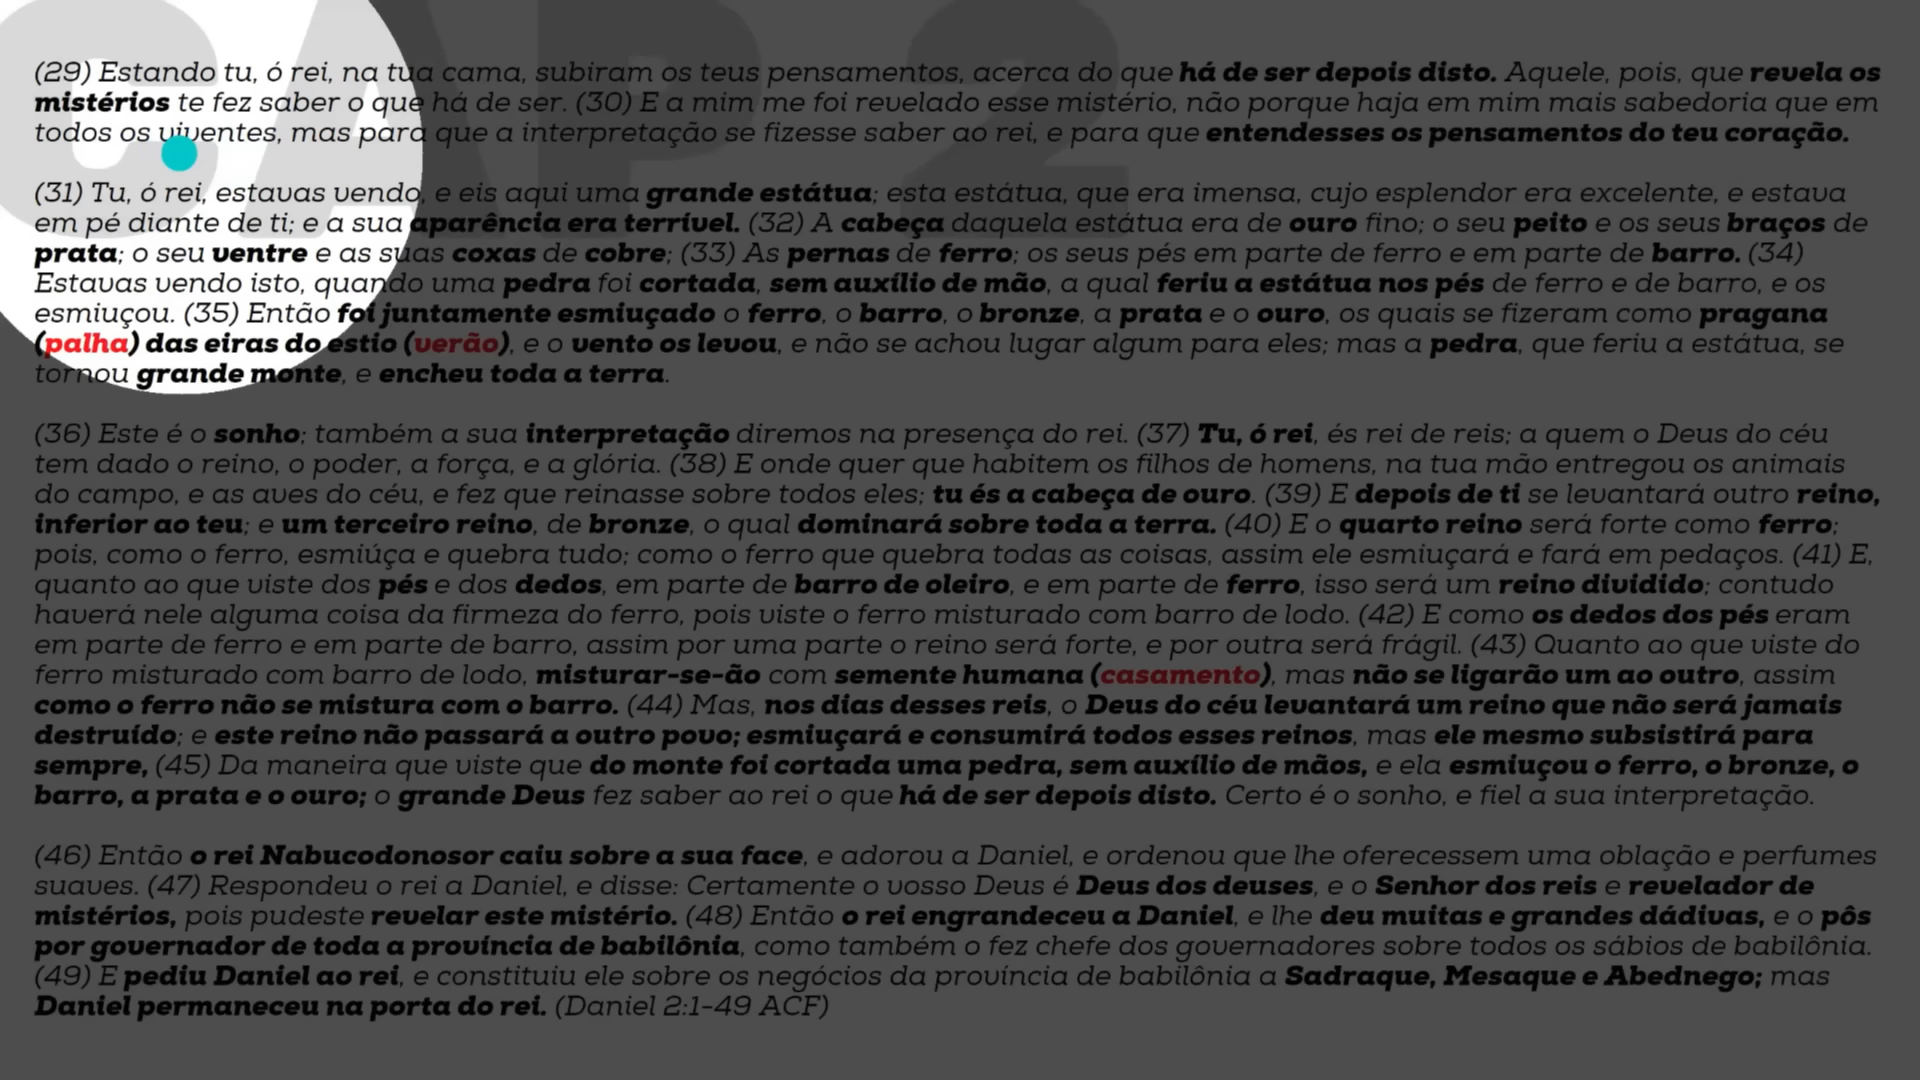 CAP 2
(29) Estando tu, ó rei, na tua cama, subiram os teus pensamentos, acerca do que há de ser depois disto. Aquele, pois, que revela os
mistérios te fez saber o que há de ser. (30) E a mim me foi revelado esse mistério, não porque haja em mim mais sabedoria que em
todos os viventes, mas para que a interpretação se fizesse saber ao rei, e para que entendesses os pensamentos do teu coração.
(31) Tu, ó rei, estavas vendo, e eis aqui uma grande estátua; esta estátua, que era imensa, cujo esplendor era excelente, e estava
em pé diante de ti; e a sua aparência era terrível. (32) A cabeça daquela estátua era de ouro fino; o seu peito e os seus braços de
prata; o seu ventre e as suas coxas de cobre; (33) As pernas de ferro; os seus pés em parte de ferro e em parte de barro. (34)
Estavas vendo isto, quando uma pedra foi cortada, sem auxílio de mão, a qual feriu a estátua nos pés de ferro e de barro, e os
esmiuçou. (35) Então foi juntamente esmiuçado o ferro, o barro, o bronze, a prata e o ouro, os quais se fizeram como pragana
(palha) das eiras do estio (verão), e o vento os levou, e não se achou lugar algum para eles; mas a pedra, que feriu a estátua, se
tornou grande monte, e encheu toda a terra.
(36) Este é o sonho; também a sua interpretação diremos na presença do rei. (37) Tu, ó rei, és rei de reis; a quem o Deus do céu
tem dado o reino, o poder, a força, e a glória. (38) E onde quer que habitem os filhos de homens, na tua mão entregou os animais
do campo, e as aves do céu, e fez que reinasse sobre todos eles; tu és a cabeça de ouro. (39) E depois de ti se levantará outro reino,
inferior ao teu; e um terceiro reino, de bronze, o qual dominará sobre toda a terra. (40) E o quarto reino será forte como ferro;
pois, como o ferro, esmiúça e quebra tudo; como o ferro que quebra todas as coisas, assim ele esmiuçará e fará em pedaços. (41) E,
quanto ao que viste dos pés e dos dedos, em parte de barro de oleiro, e em parte de ferro, isso será um reino dividido; contudo
haverá nele alguma coisa da firmeza do ferro, pois viste o ferro misturado com barro de lodo. (42) E como os dedos dos pés eram
em parte de ferro e em parte de barro, assim por uma parte o reino será forte, e por outra será frágil. (43) Quanto ao que viste do
ferro misturado com barro de lodo, misturar-se-ão com semente humana (casamento), mas não se ligarão um ao outro, assim
como o ferro não se mistura com o barro. (44) Mas, nos dias desses reis, o Deus do céu levantará um reino que não será jamais
destruído; e este reino não passará a outro povo; esmiuçará e consumirá todos esses reinos, mas ele mesmo subsistirá para
sempre, (45) Da maneira que viste que do monte foi cortada uma pedra, sem auxílio de mãos, e ela esmiuçou o ferro, o bronze, o
barro, a prata e o ouro; o grande Deus fez saber ao rei o que há de ser depois disto. Certo é o sonho, e fiel a sua interpretação.
(46) Então o rei Nabucodonosor caiu sobre a sua face, e adorou a Daniel, e ordenou que lhe oferecessem uma oblação e perfumes
suaves. (47) Respondeu o rei a Daniel, e disse: Certamente o vosso Deus é Deus dos deuses, e o Senhor dos reis e revelador de
mistérios, pois pudeste revelar este mistério. (48) Então o rei engrandeceu a Daniel, e lhe deu muitas e grandes dádivas, e o pôs
por governador de toda a província de babilônia, como também o fez chefe dos governadores sobre todos os sábios de babilônia.
(49) E pediu Daniel ao rei, e constituiu ele sobre os negócios da província de babilônia a Sadraque, Mesaque e Abednego; mas
Daniel permaneceu na porta do rei. (Daniel 2:1-49 ACF)